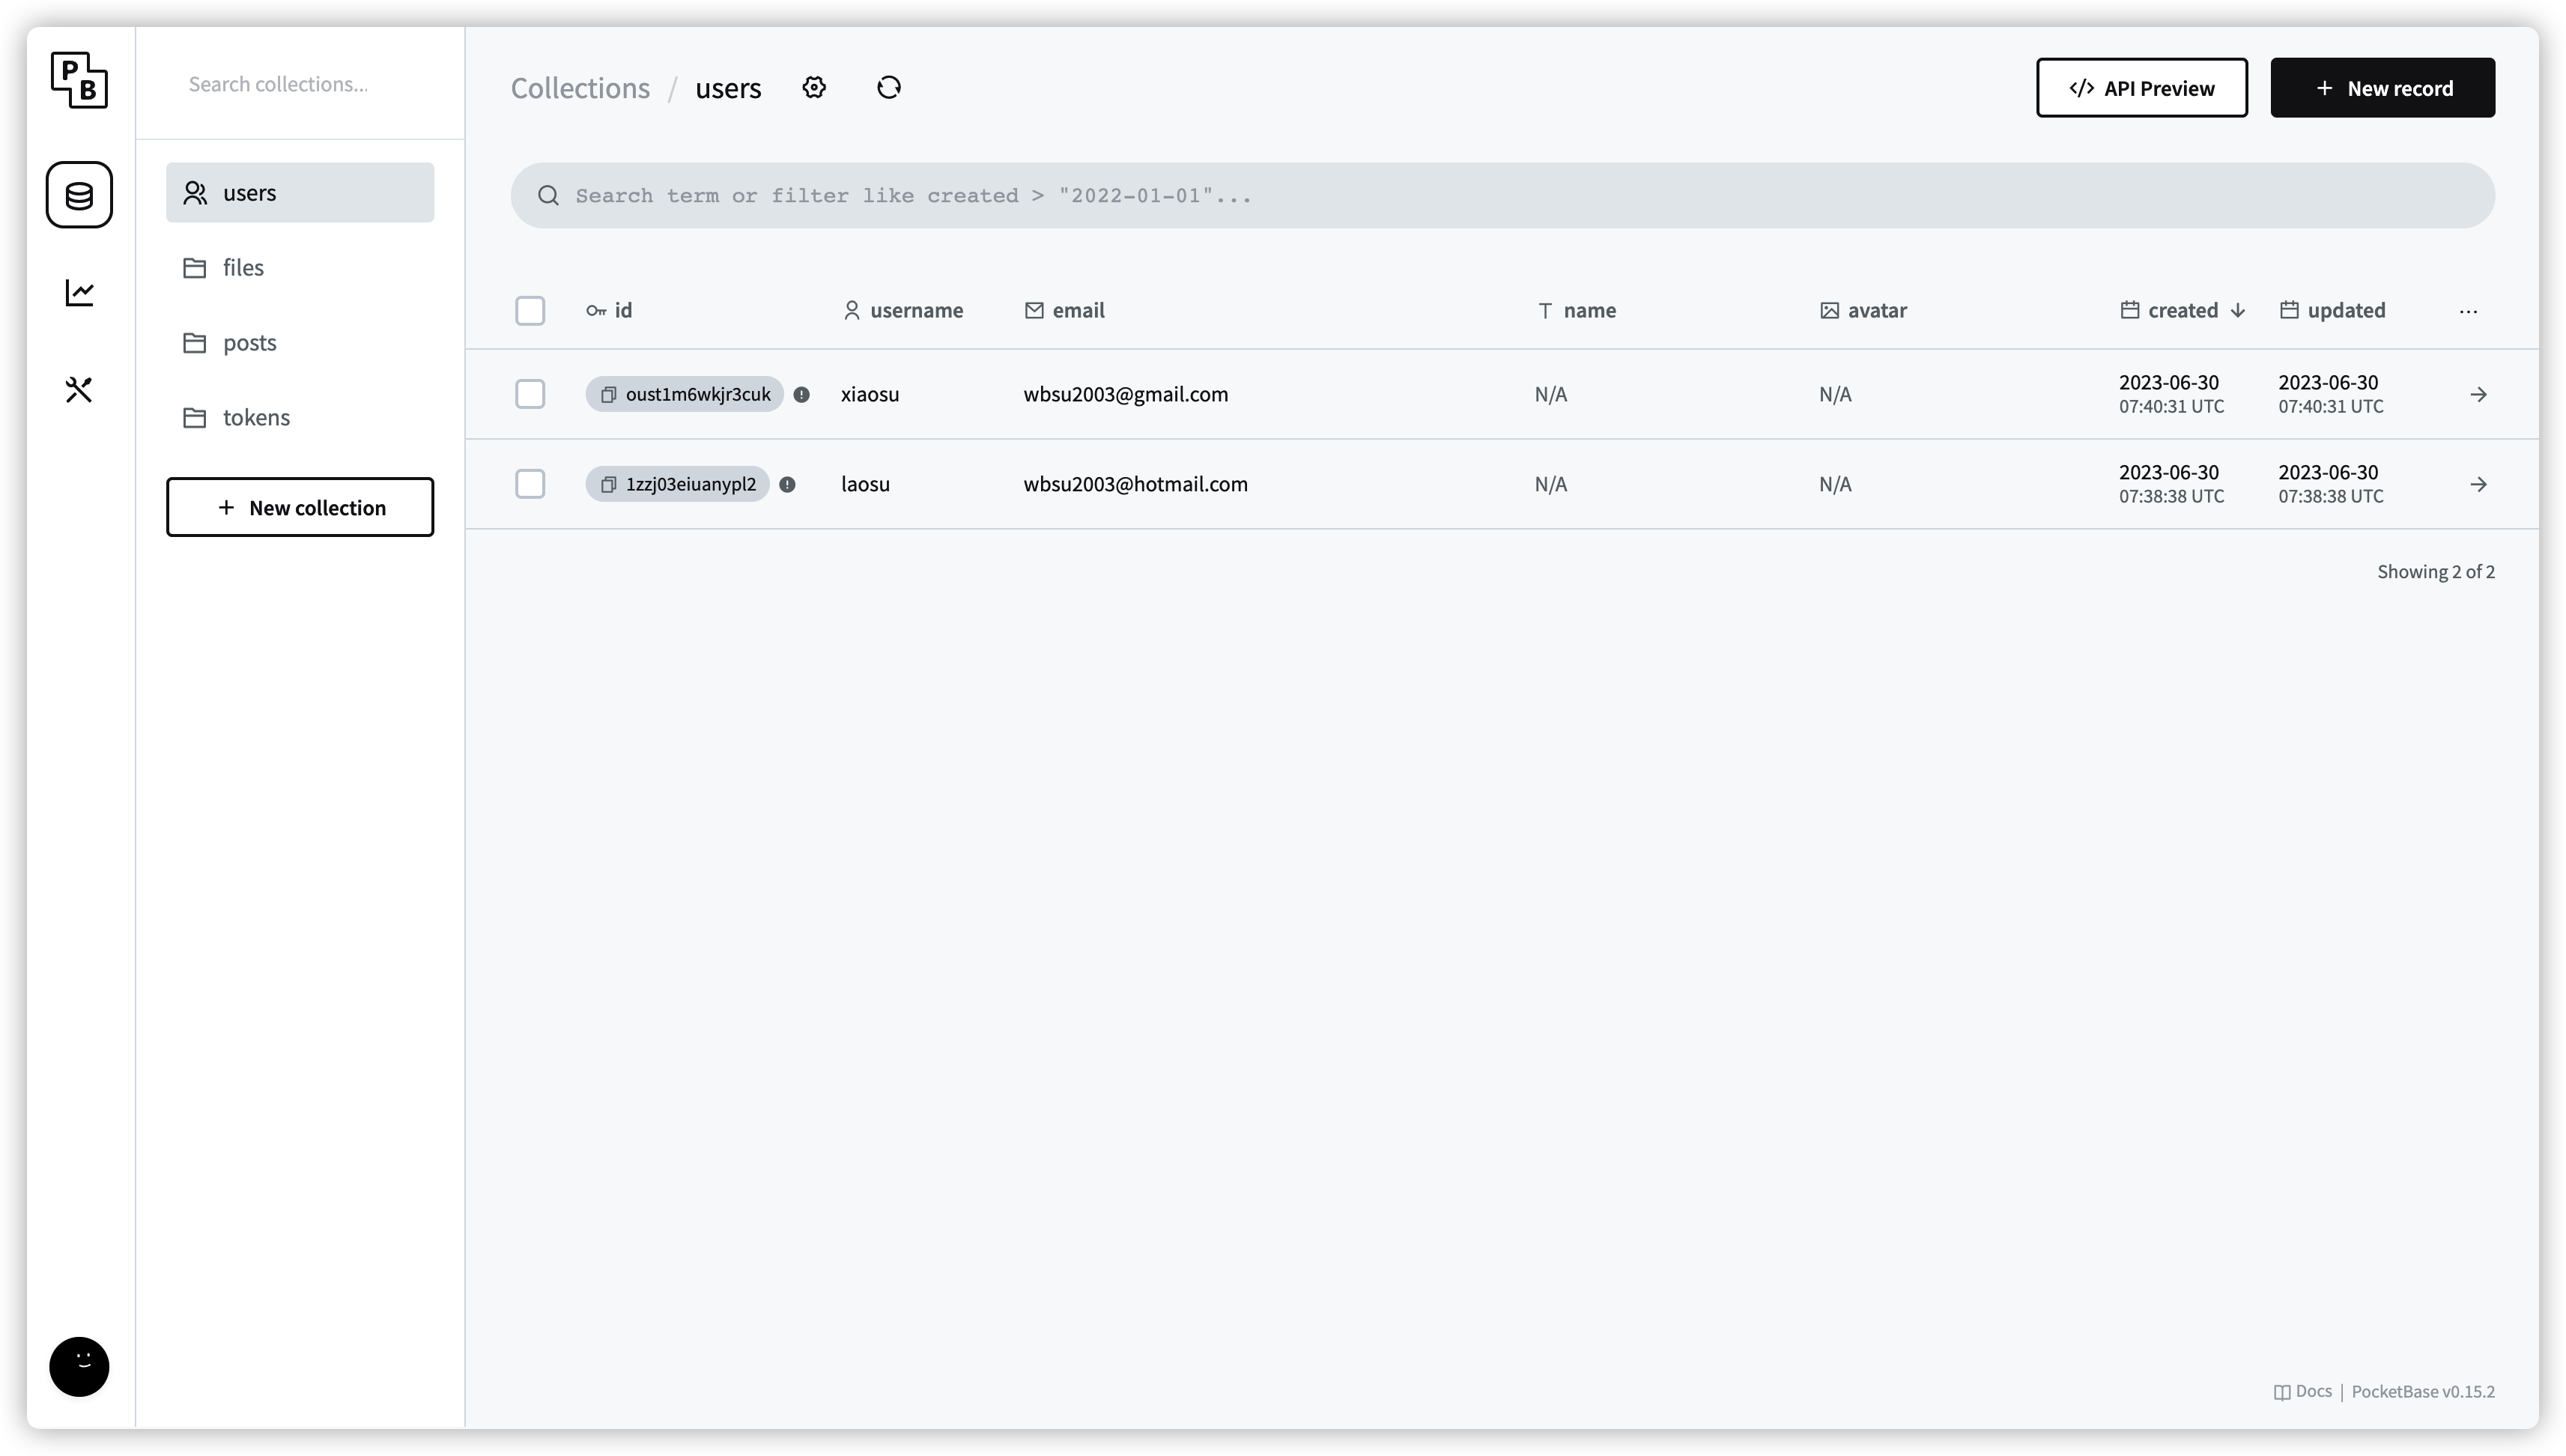 PB
Search collections...
users
files
posts
tokens
+ New collection
Collections / users
</> API Preview
+ New record
Search term or filter like created > "2022-01-01"...
id username email name avatar created updated ...
oust1m6wkjr3cuk xiaosu wbsu2003@gmail.com N/A N/A 2023-06-30 2023-06-30
07:40:31 UTC 07:40:31 UTC
1zzj03eiuanypl2 laosu wbsu2003@hotmail.com N/A N/A 2023-06-30 2023-06-30
07:38:38 UTC 07:38:38 UTC
Showing 2 of 2
Docs | PocketBase v0.15.2